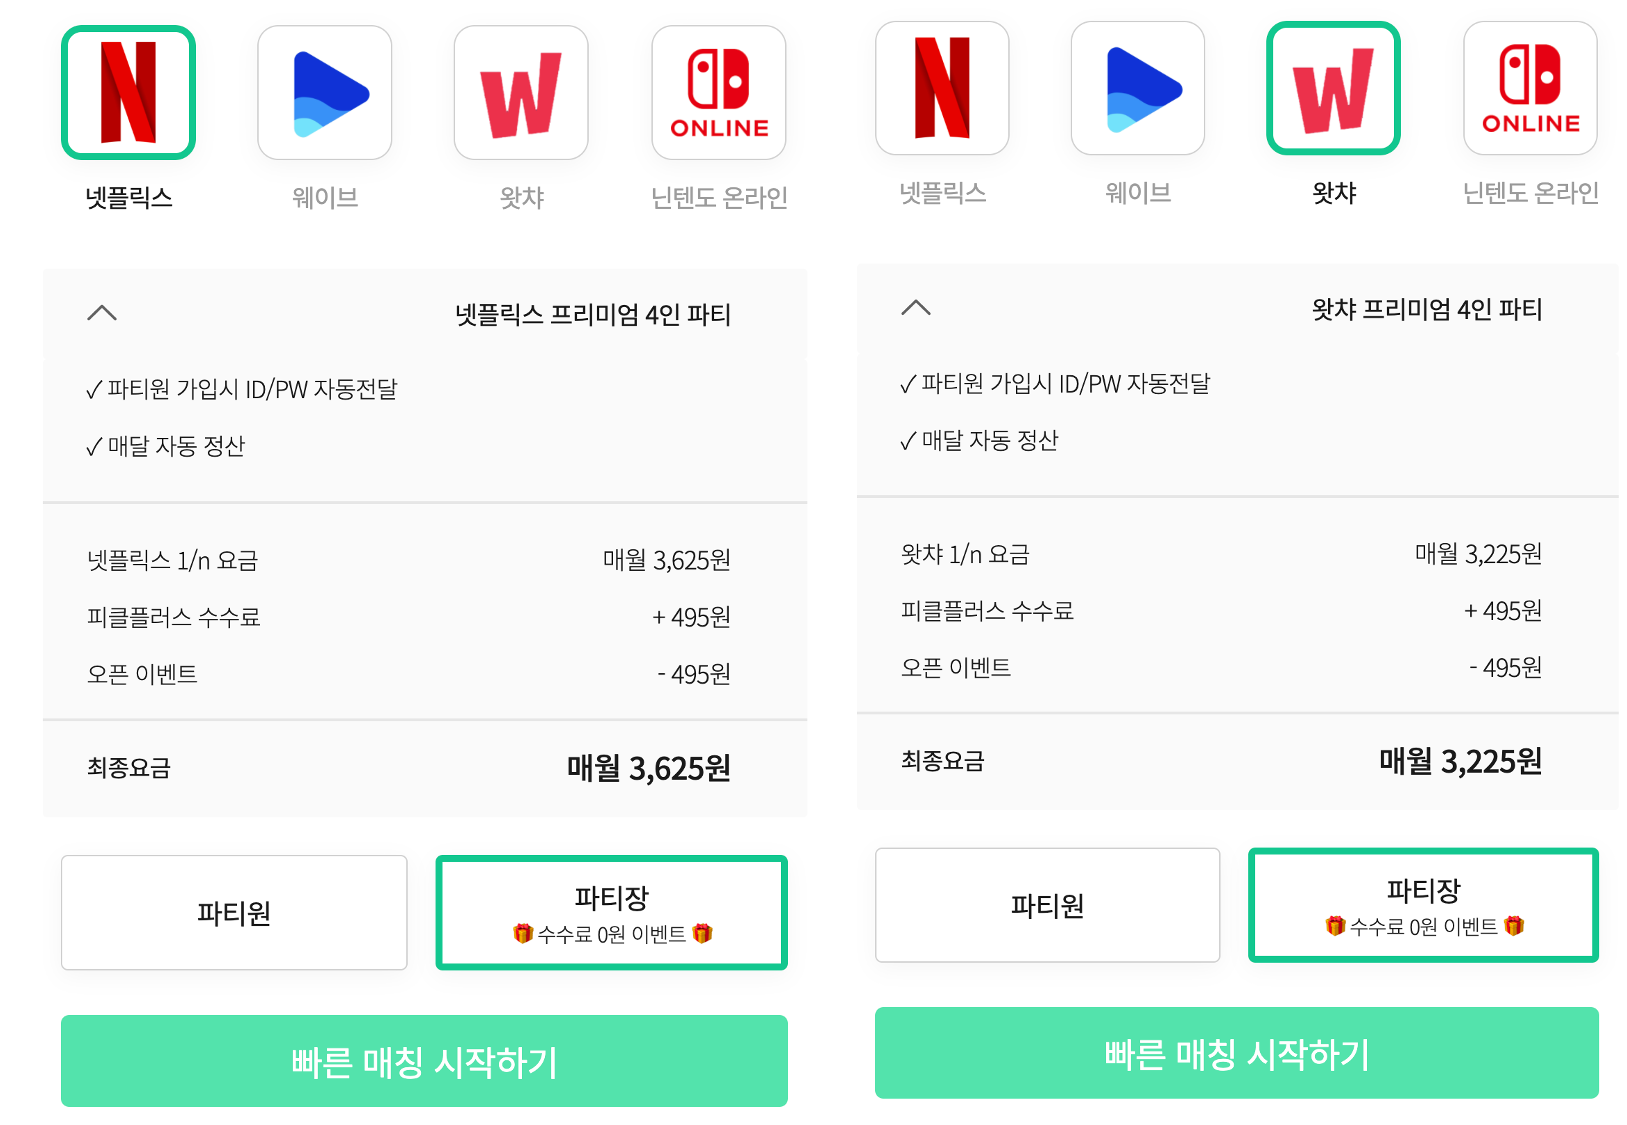 넷플릭스
웨이브
왓챠
ONLINE
닌텐도 온라인
넷플릭스 프리미엄 4인 파티
✓ 파티원 가입시 ID/PW 자동전달
✓ 매달 자동 정산
넷플릭스 1/n 요금 매월 3,625원
피클플러스 수수료 + 495원
오픈 이벤트 - 495원
최종요금 매월 3,625원
파티원
파티장
🎁 수수료 0원 이벤트 🎁
빠른 매칭 시작하기
넷플릭스
웨이브
왓챠
ONLINE
닌텐도 온라인
왓챠 프리미엄 4인 파티
✓ 파티원 가입시 ID/PW 자동전달
✓ 매달 자동 정산
왓챠 1/n 요금 매월 3,225원
피클플러스 수수료 + 495원
오픈 이벤트 - 495원
최종요금 매월 3,225원
파티원
파티장
🎁 수수료 0원 이벤트 🎁
빠른 매칭 시작하기